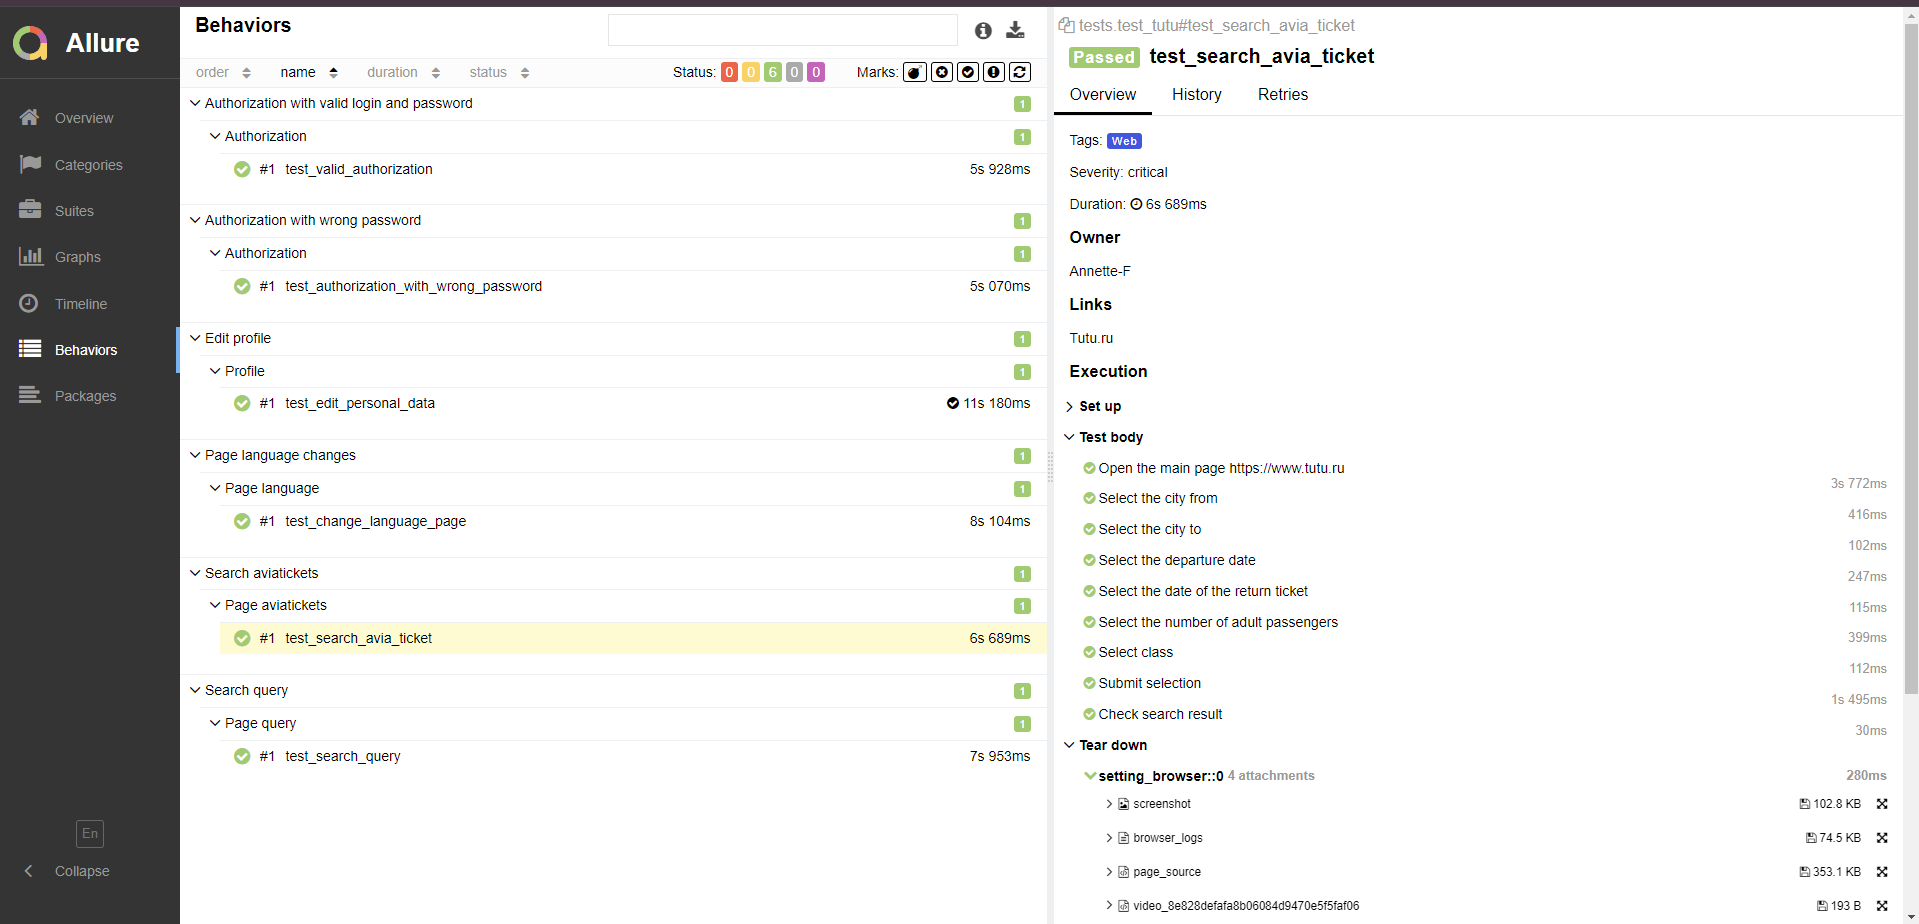 Allure
Overview
Categories
Suites
Graphs
Timeline
Behaviors
Packages
En
Collapse
Behaviors
order name duration status Status: 0 0 6 0 0 Marks:
Authorization with valid login and password 1
Authorization 1
#1 test_valid_authorization 5s 928ms
Authorization with wrong password 1
Authorization 1
#1 test_authorization_with_wrong_password 5s 070ms
Edit profile 1
Profile 1
#1 test_edit_personal_data 11s 180ms
Page language changes 1
Page language 1
#1 test_change_language_page 8s 104ms
Search aviatickets 1
Page aviatickets 1
#1 test_search_avia_ticket 6s 689ms
Search query 1
Page query 1
#1 test_search_query 7s 953ms
tests.test_tutu#test_search_avia_ticket
Passed test_search_avia_ticket
Overview History Retries
Tags: Web
Severity: critical
Duration: 6s 689ms
Owner
Annette-F
Links
Tutu.ru
Execution
Set up
Test body
Open the main page https://www.tutu.ru
3s 772ms
Select the city from
416ms
Select the city to
102ms
Select the departure date
247ms
Select the date of the return ticket
115ms
Select the number of adult passengers
399ms
Select class
112ms
Submit selection
1s 495ms
Check search result
30ms
Tear down
setting_browser::0 4 attachments 280ms
screenshot 102.8 KB
browser_logs 74.5 KB
page_source 353.1 KB
video_8e828defafa8b06084d9470e5f5faf06 193 B